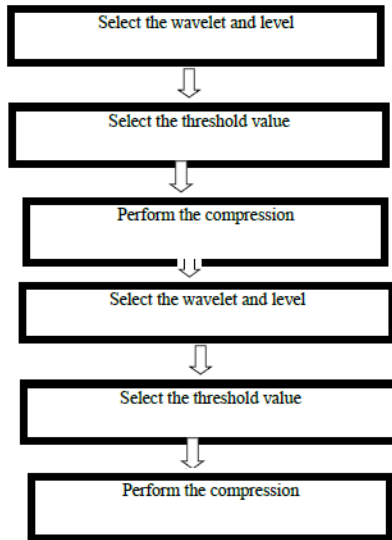 Select the wavelet and level
Select the threshold value
Perform the compression
Select the wavelet and level
Select the threshold value
Perform the compression